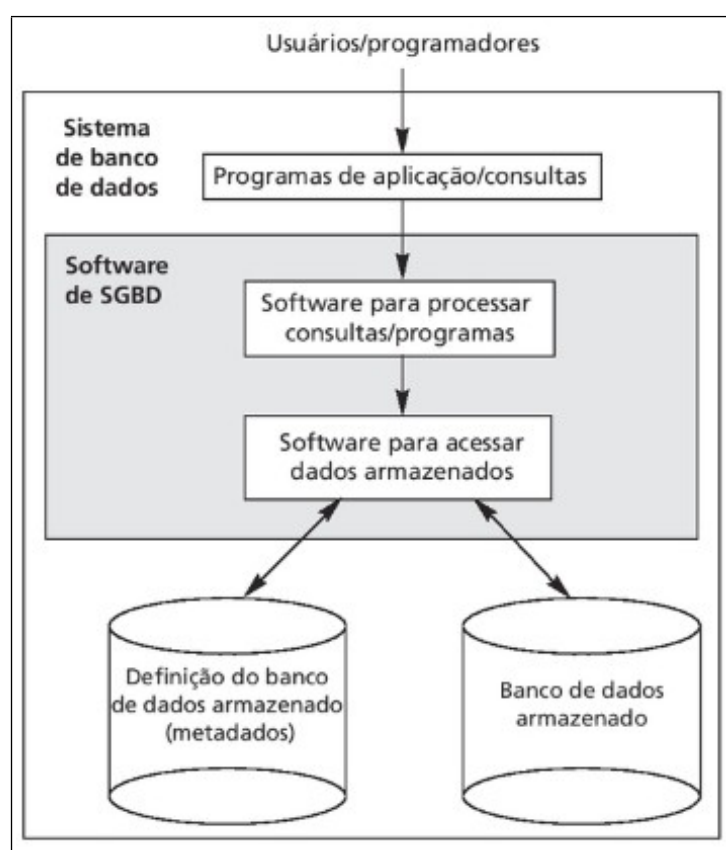 Usuários/programadores
Sistema
de banco
de dados
Programas de aplicação/consultas
Software
de SGBD
Software para processar
consultas/programas
Software para acessar
dados armazenados
Definição do banco
de dados armazenado
(metadados)
Banco de dados
armazenado